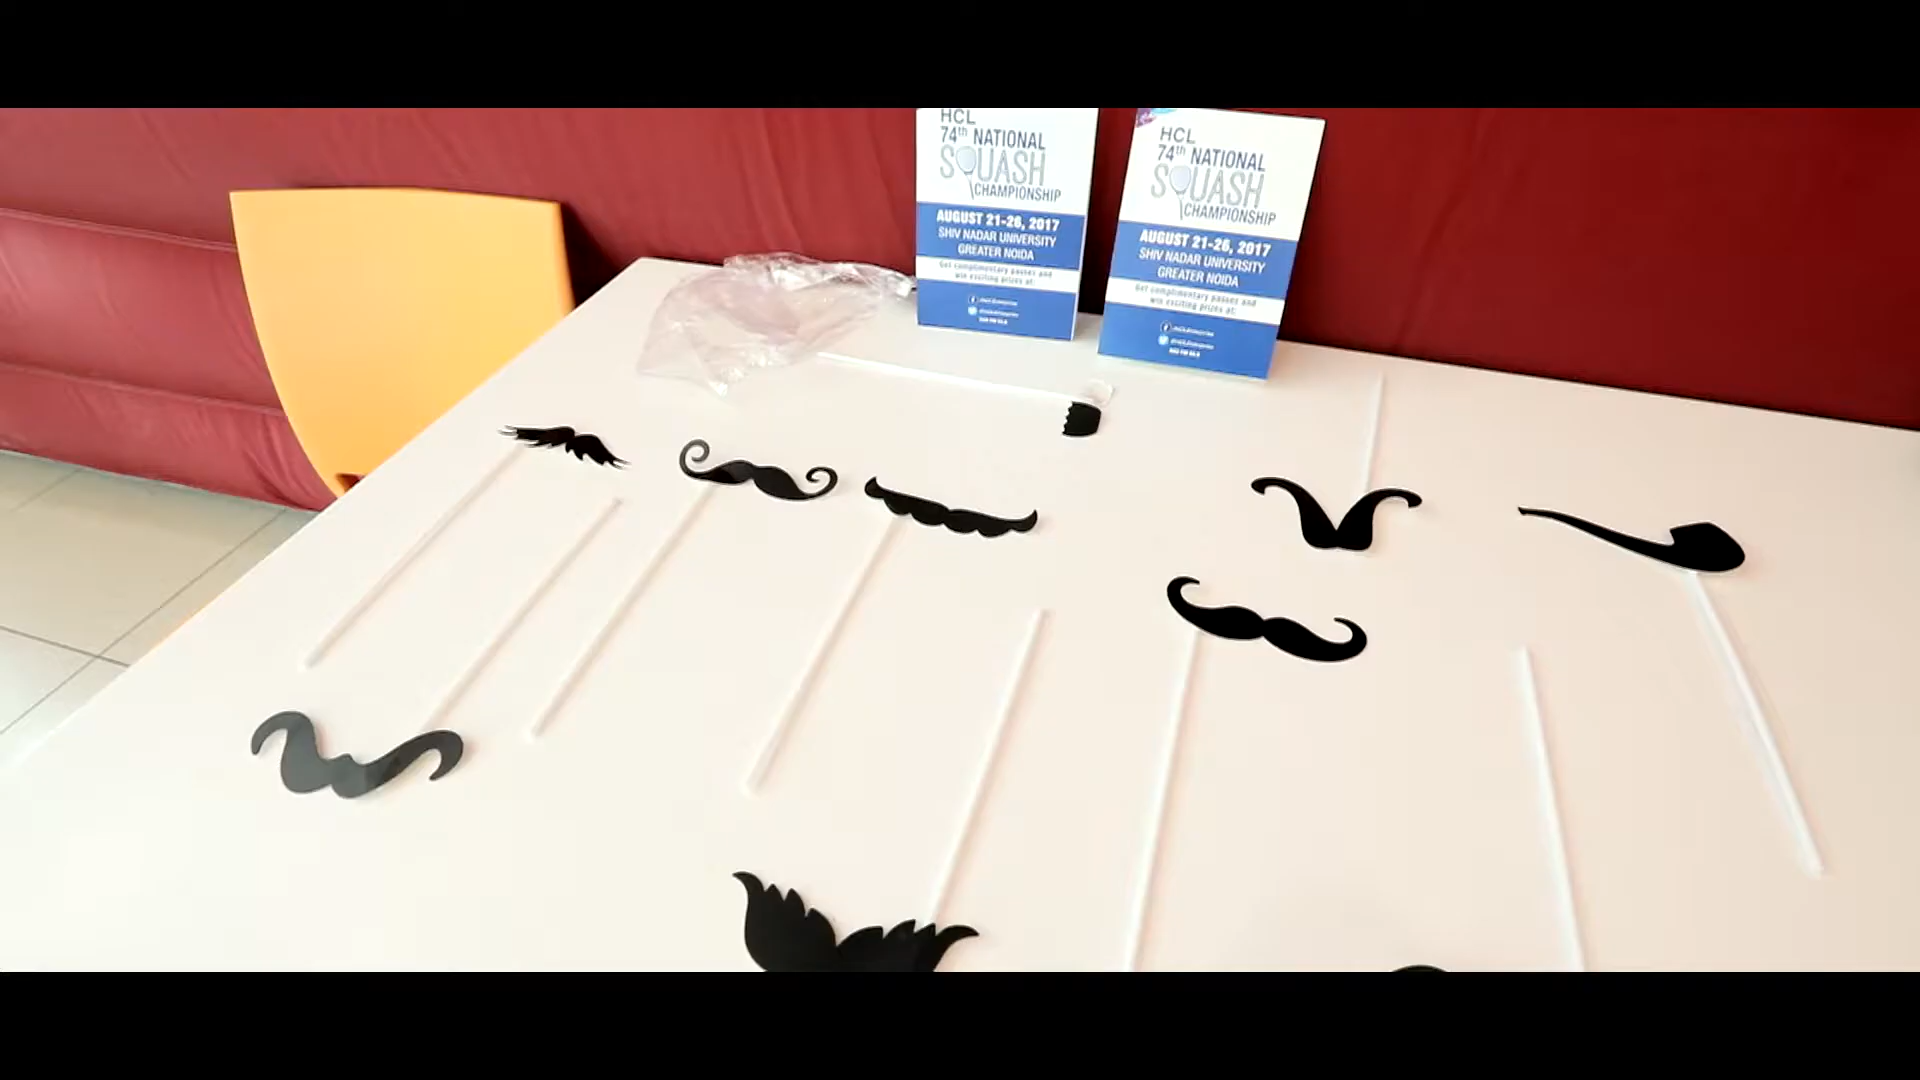 HCL
74th NATIONAL
SQUASH
CHAMPIONSHIP
AUGUST 21-26, 2017
SHIV NADAR UNIVERSITY
GREATER NOIDA
Get complimentary passes and
win exciting prizes at:
HCL
74th NATIONAL
SQUASH
CHAMPIONSHIP
AUGUST 21-26, 2017
SHIV NADAR UNIVERSITY
GREATER NOIDA
Get complimentary passes and
win exciting prizes at: